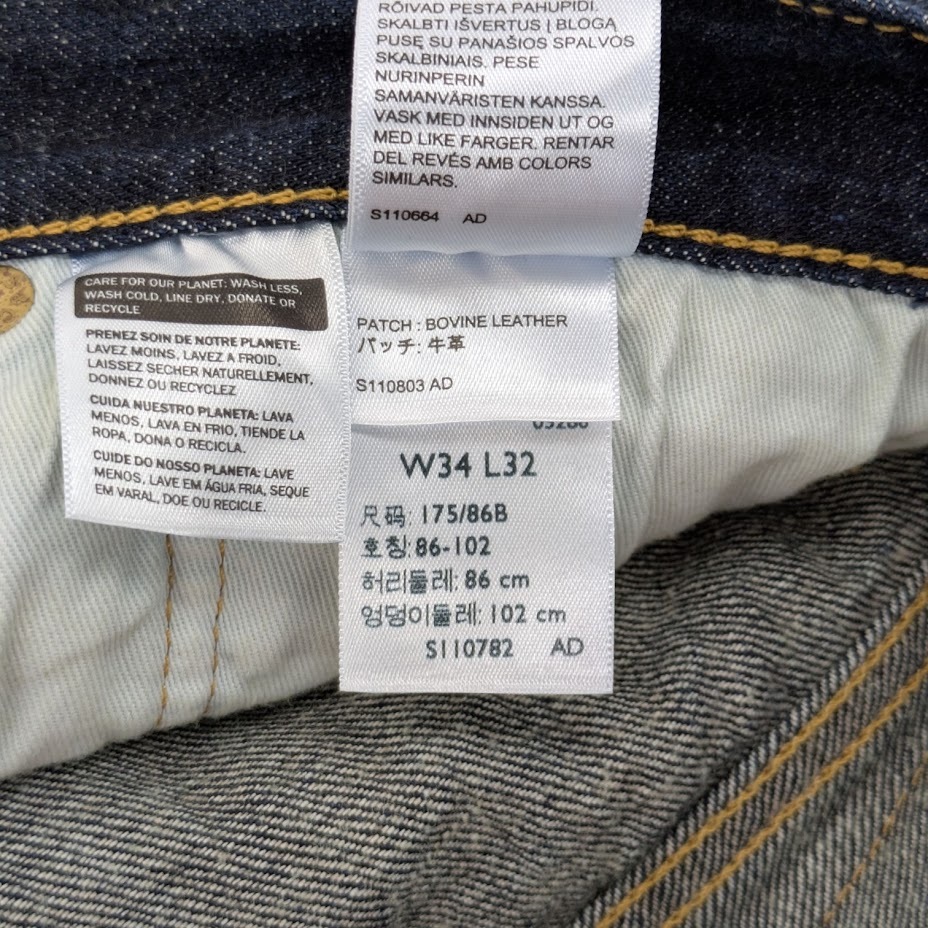 RÕIVAD PESTA PAHUPIDI.
SKALBTI IŠVERTUS Į BLOGĄ
PUSĘ SU PANAŠIOS SPALVOS
SKALBINIAIS. PESE
NURINPERIN
SAMANVÄRISTEN KANSSA.
VASK MED INNSIDEN UT OG
MED LIKE FARGER. RENTAR
DEL REVÉS AMB COLORS
SIMILARS.
S110664 AD
CARE FOR OUR PLANET: WASH LESS,
WASH COLD, LINE DRY, DONATE OR
RECYCLE
PRENEZ SOIN DE NOTRE PLANETE:
LAVEZ MOINS, LAVEZ A FROID,
LAISSEZ SECHER NATURELLEMENT,
DONNEZ OU RECYCLEZ
CUIDA NUESTRO PLANETA: LAVA
MENOS, LAVA EN FRIO, TIENDE LA
ROPA, DONA O RECICLA.
CUIDE DO NOSSO PLANETA: LAVE
MENOS, LAVE EM ÁGUA FRIA, SEQUE
EM VARAL, DOE OU RECICLE.
PATCH : BOVINE LEATHER
パッチ: 牛革
S110803 AD
W34 L32
尺码: 175/86B
호칭: 86-102
허리둘레: 86 cm
엉덩이둘레: 102 cm
S110782 AD